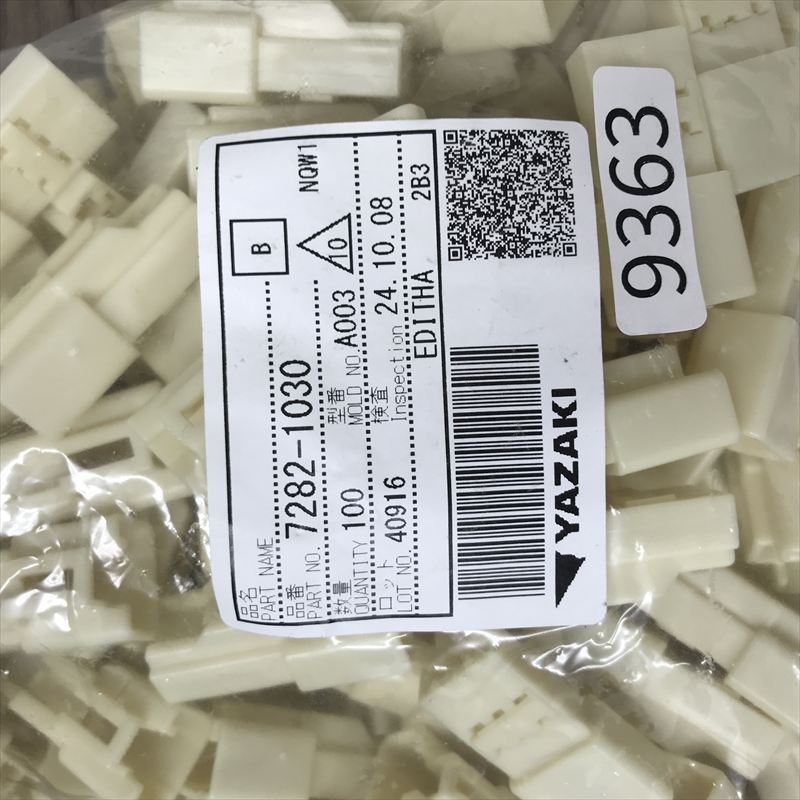 品名
PART NAME
B
NQW1
品番
PART NO. 7282-1030
10
数量
QUANTITY 100
型番
MOLD NO. A003
ロット
LOT NO. 40916
検査
Inspection 24.10.08
EDITHA 2B3
YAZAKI
9363